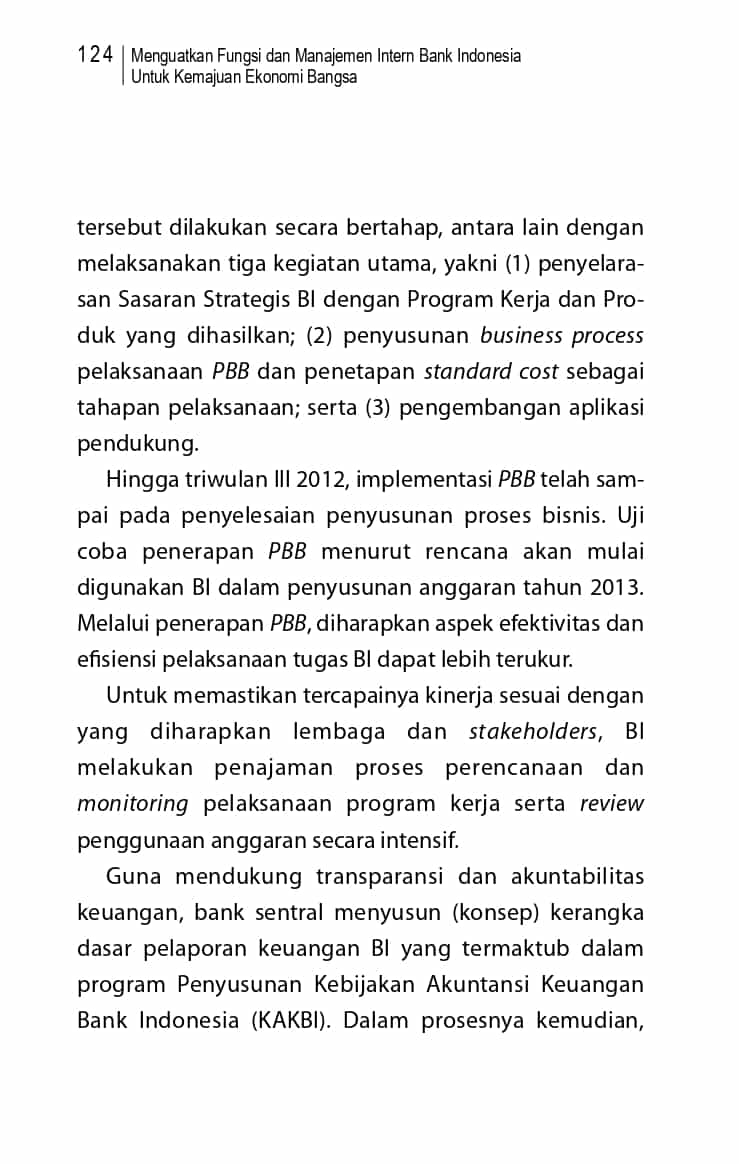 124 Menguatkan Fungsi dan Manajemen Intern Bank Indonesia
Untuk Kemajuan Ekonomi Bangsa
tersebut dilakukan secara bertahap, antara lain dengan
melaksanakan tiga kegiatan utama, yakni (1) penyelara-
san Sasaran Strategis BI dengan Program Kerja dan Pro-
duk yang dihasilkan; (2) penyusunan business process
pelaksanaan PBB dan penetapan standard cost sebagai
tahapan pelaksanaan; serta (3) pengembangan aplikasi
pendukung.
Hingga triwulan III 2012, implementasi PBB telah sam-
pai pada penyelesaian penyusunan proses bisnis. Uji
coba penerapan PBB menurut rencana akan mulai
digunakan BI dalam penyusunan anggaran tahun 2013.
Melalui penerapan PBB, diharapkan aspek efektivitas dan
efisiensi pelaksanaan tugas BI dapat lebih terukur.
Untuk memastikan tercapainya kinerja sesuai dengan
yang diharapkan lembaga dan stakeholders, BI
melakukan penajaman proses perencanaan dan
monitoring pelaksanaan program kerja serta review
penggunaan anggaran secara intensif.
Guna mendukung transparansi dan akuntabilitas
keuangan, bank sentral menyusun (konsep) kerangka
dasar pelaporan keuangan BI yang termaktub dalam
program Penyusunan Kebijakan Akuntansi Keuangan
Bank Indonesia (KAKBI). Dalam prosesnya kemudian,